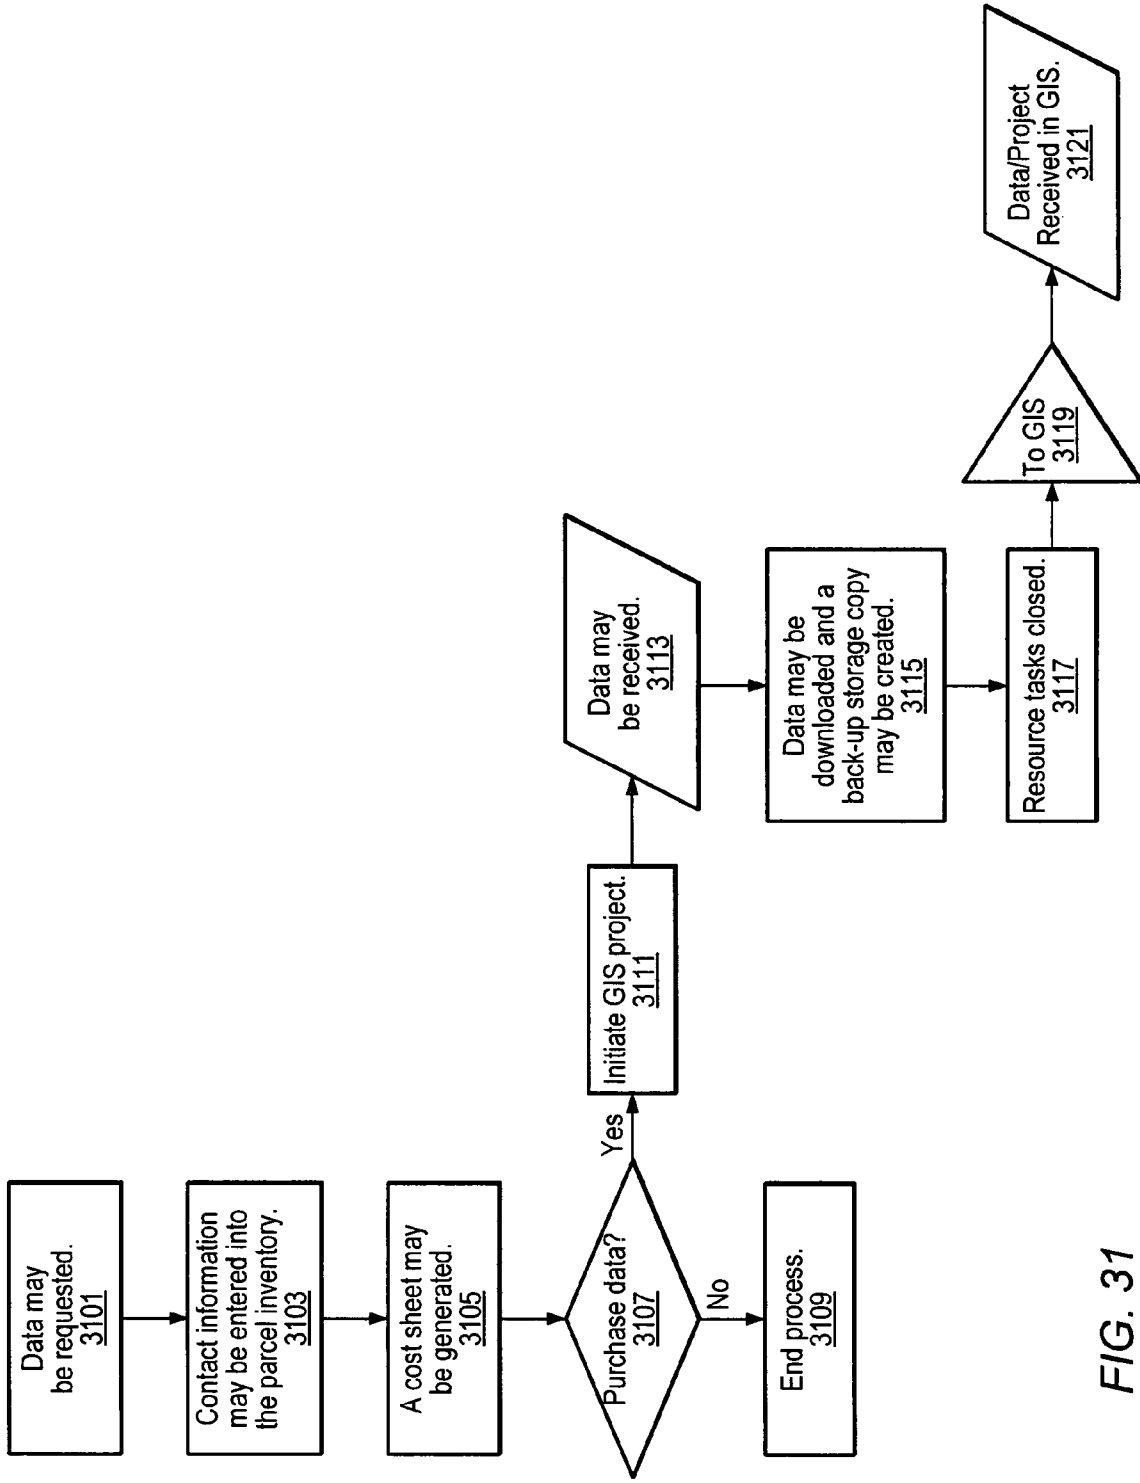 Data may
be requested.
3101
Contact information
may be entered into
the parcel inventory.
3103
A cost sheet may
be generated.
3105
Purchase data?
3107
Yes
No
End process.
3109
Initiate GIS project.
3111
Data may
be received.
3113
Data may be
downloaded and a
back-up storage copy
may be created.
3115
Resource tasks closed.
3117
To GIS
3119
Data/Project
Received in GIS.
3121
FIG. 31